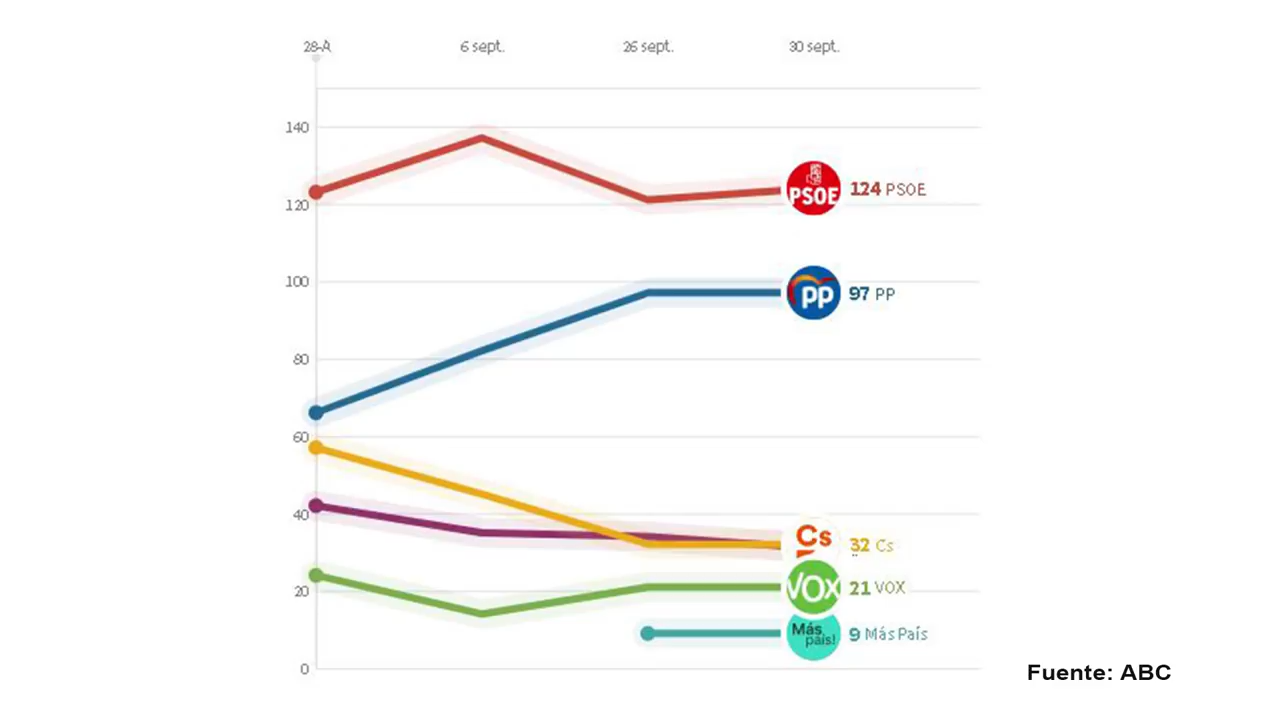 28-A 6 sept. 26 sept. 30 sept.
140
120
100
80
60
40
20
0
PSOE 124 PSOE
pp 97 PP
Cs 32 Cs
VOX 21 VOX
Más
país! 9 Más País
Fuente: ABC